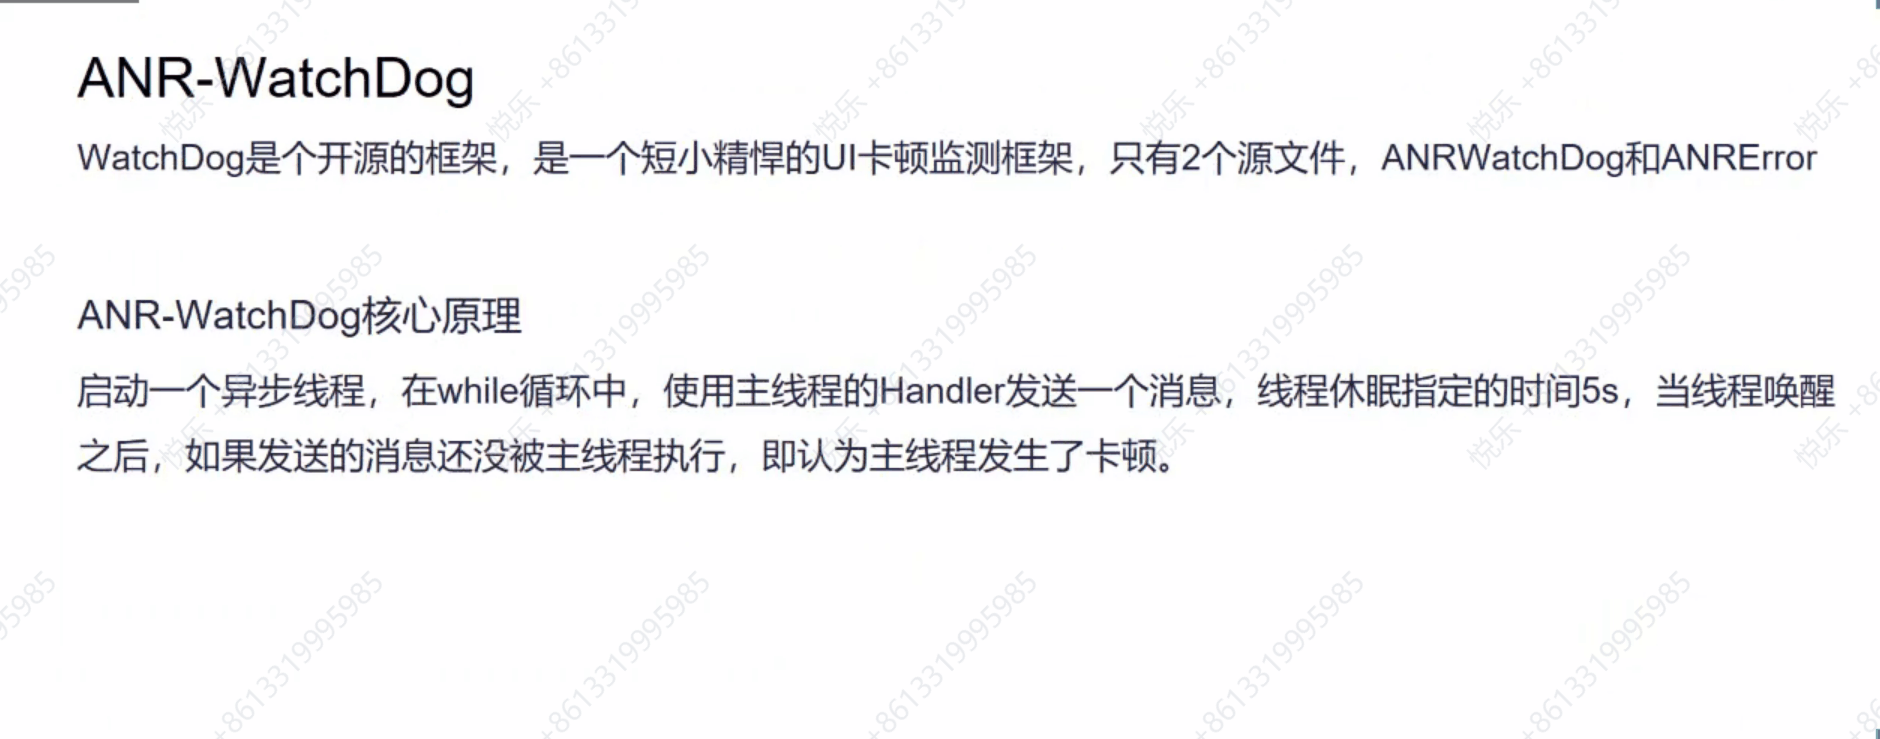 ANR-WatchDog
WatchDog是个开源的框架，是一个短小精悍的UI卡顿监测框架，只有2个源文件，ANRWatchDog和ANRError
ANR-WatchDog核心原理
启动一个异步线程，在while循环中，使用主线程的Handler发送一个消息，线程休眠指定的时间5s，当线程唤醒
之后，如果发送的消息还没被主线程执行，即认为主线程发生了卡顿。
悦乐 +8613319995985